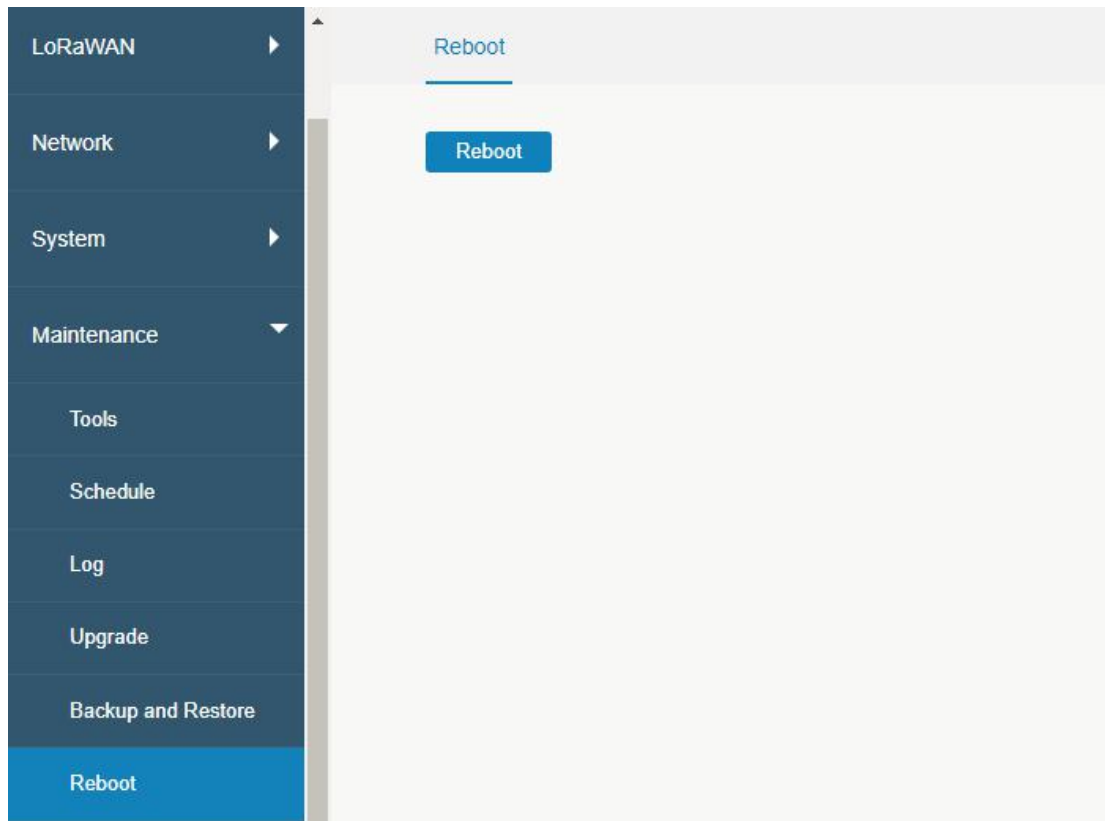 LoRaWAN
Network
System
Maintenance
Tools
Schedule
Log
Upgrade
Backup and Restore
Reboot
Reboot
Reboot